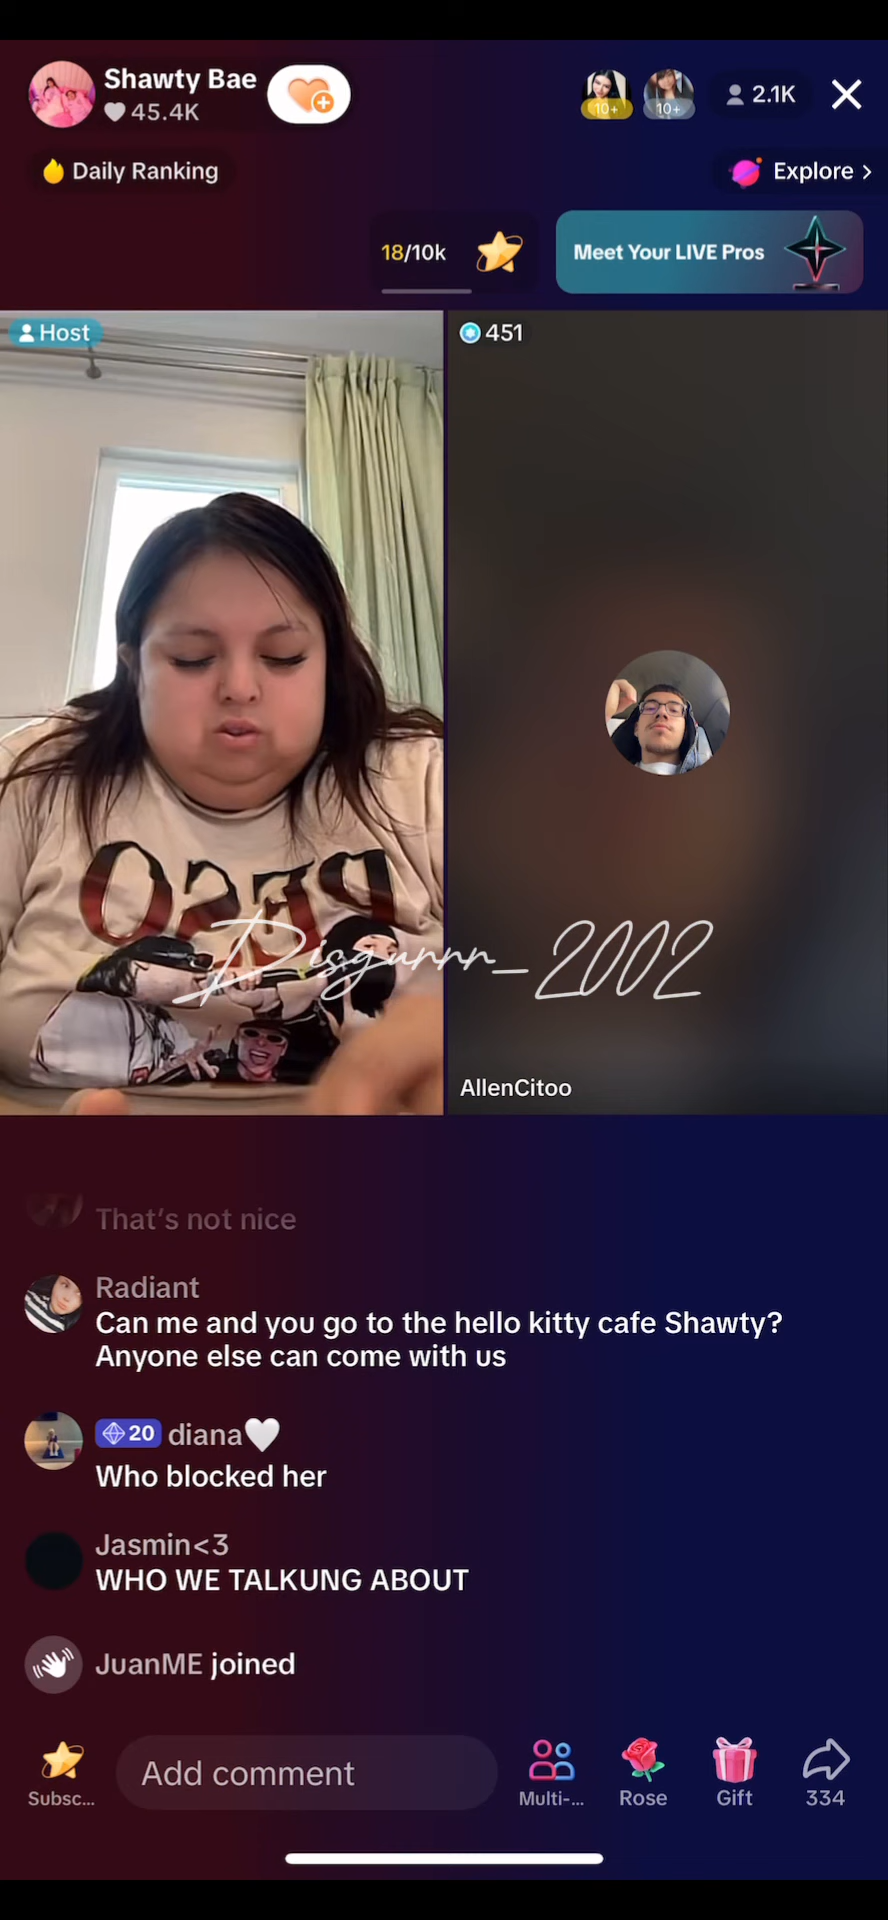 Shawty Bae
45.4K
10+
10+
2.1K
Daily Ranking
Explore >
18/10k
Meet Your LIVE Pros
Host
451
PESO
Disgunnn_2002
AllenCitoo
That's not nice
Radiant
Can me and you go to the hello kitty cafe Shawty?
Anyone else can come with us
20 diana🤍
Who blocked her
Jasmin<3
WHO WE TALKUNG ABOUT
JuanME joined
Add comment
Subsc...
Multi-...
Rose
Gift
334